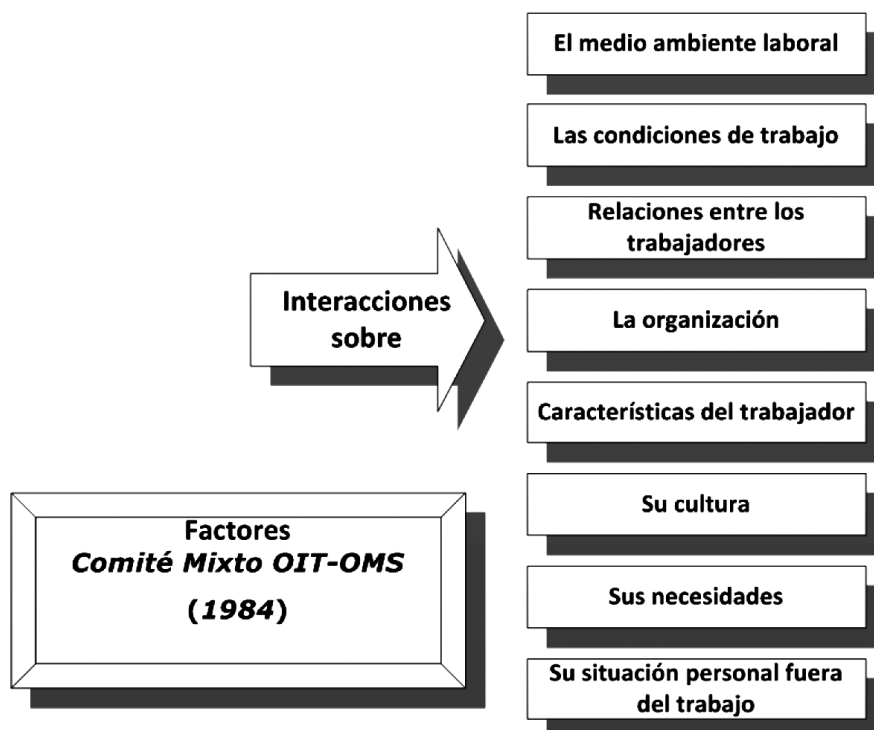 El medio ambiente laboral
Las condiciones de trabajo
Relaciones entre los
trabajadores
La organización
Características del trabajador
Su cultura
Sus necesidades
Su situación personal fuera
del trabajo
Interacciones
sobre
Factores
Comité Mixto OIT-OMS
(1984)